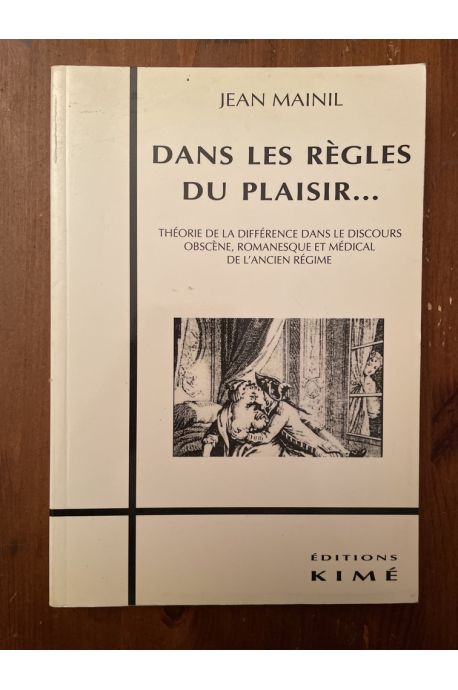 JEAN MAINIL
DANS LES RÈGLES
DU PLAISIR...
THÉORIE DE LA DIFFÉRENCE DANS LE DISCOURS
OBSCÈNE, ROMANESQUE ET MÉDICAL
DE L'ANCIEN RÉGIME
ÉDITIONS
KIMÉ